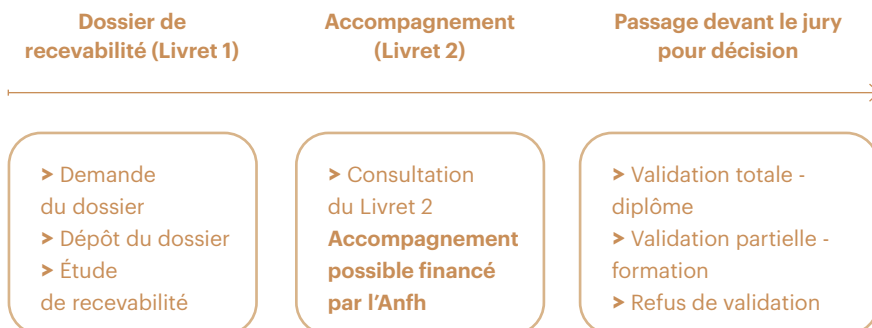 Dossier de
recevabilité (Livret 1)
Accompagnement
(Livret 2)
Passage devant le jury
pour décision
> Demande
du dossier
> Dépôt du dossier
> Étude
de recevabilité
> Consultation
du Livret 2
Accompagnement
possible financé
par l'Anfh
> Validation totale -
diplôme
> Validation partielle -
formation
> Refus de validation